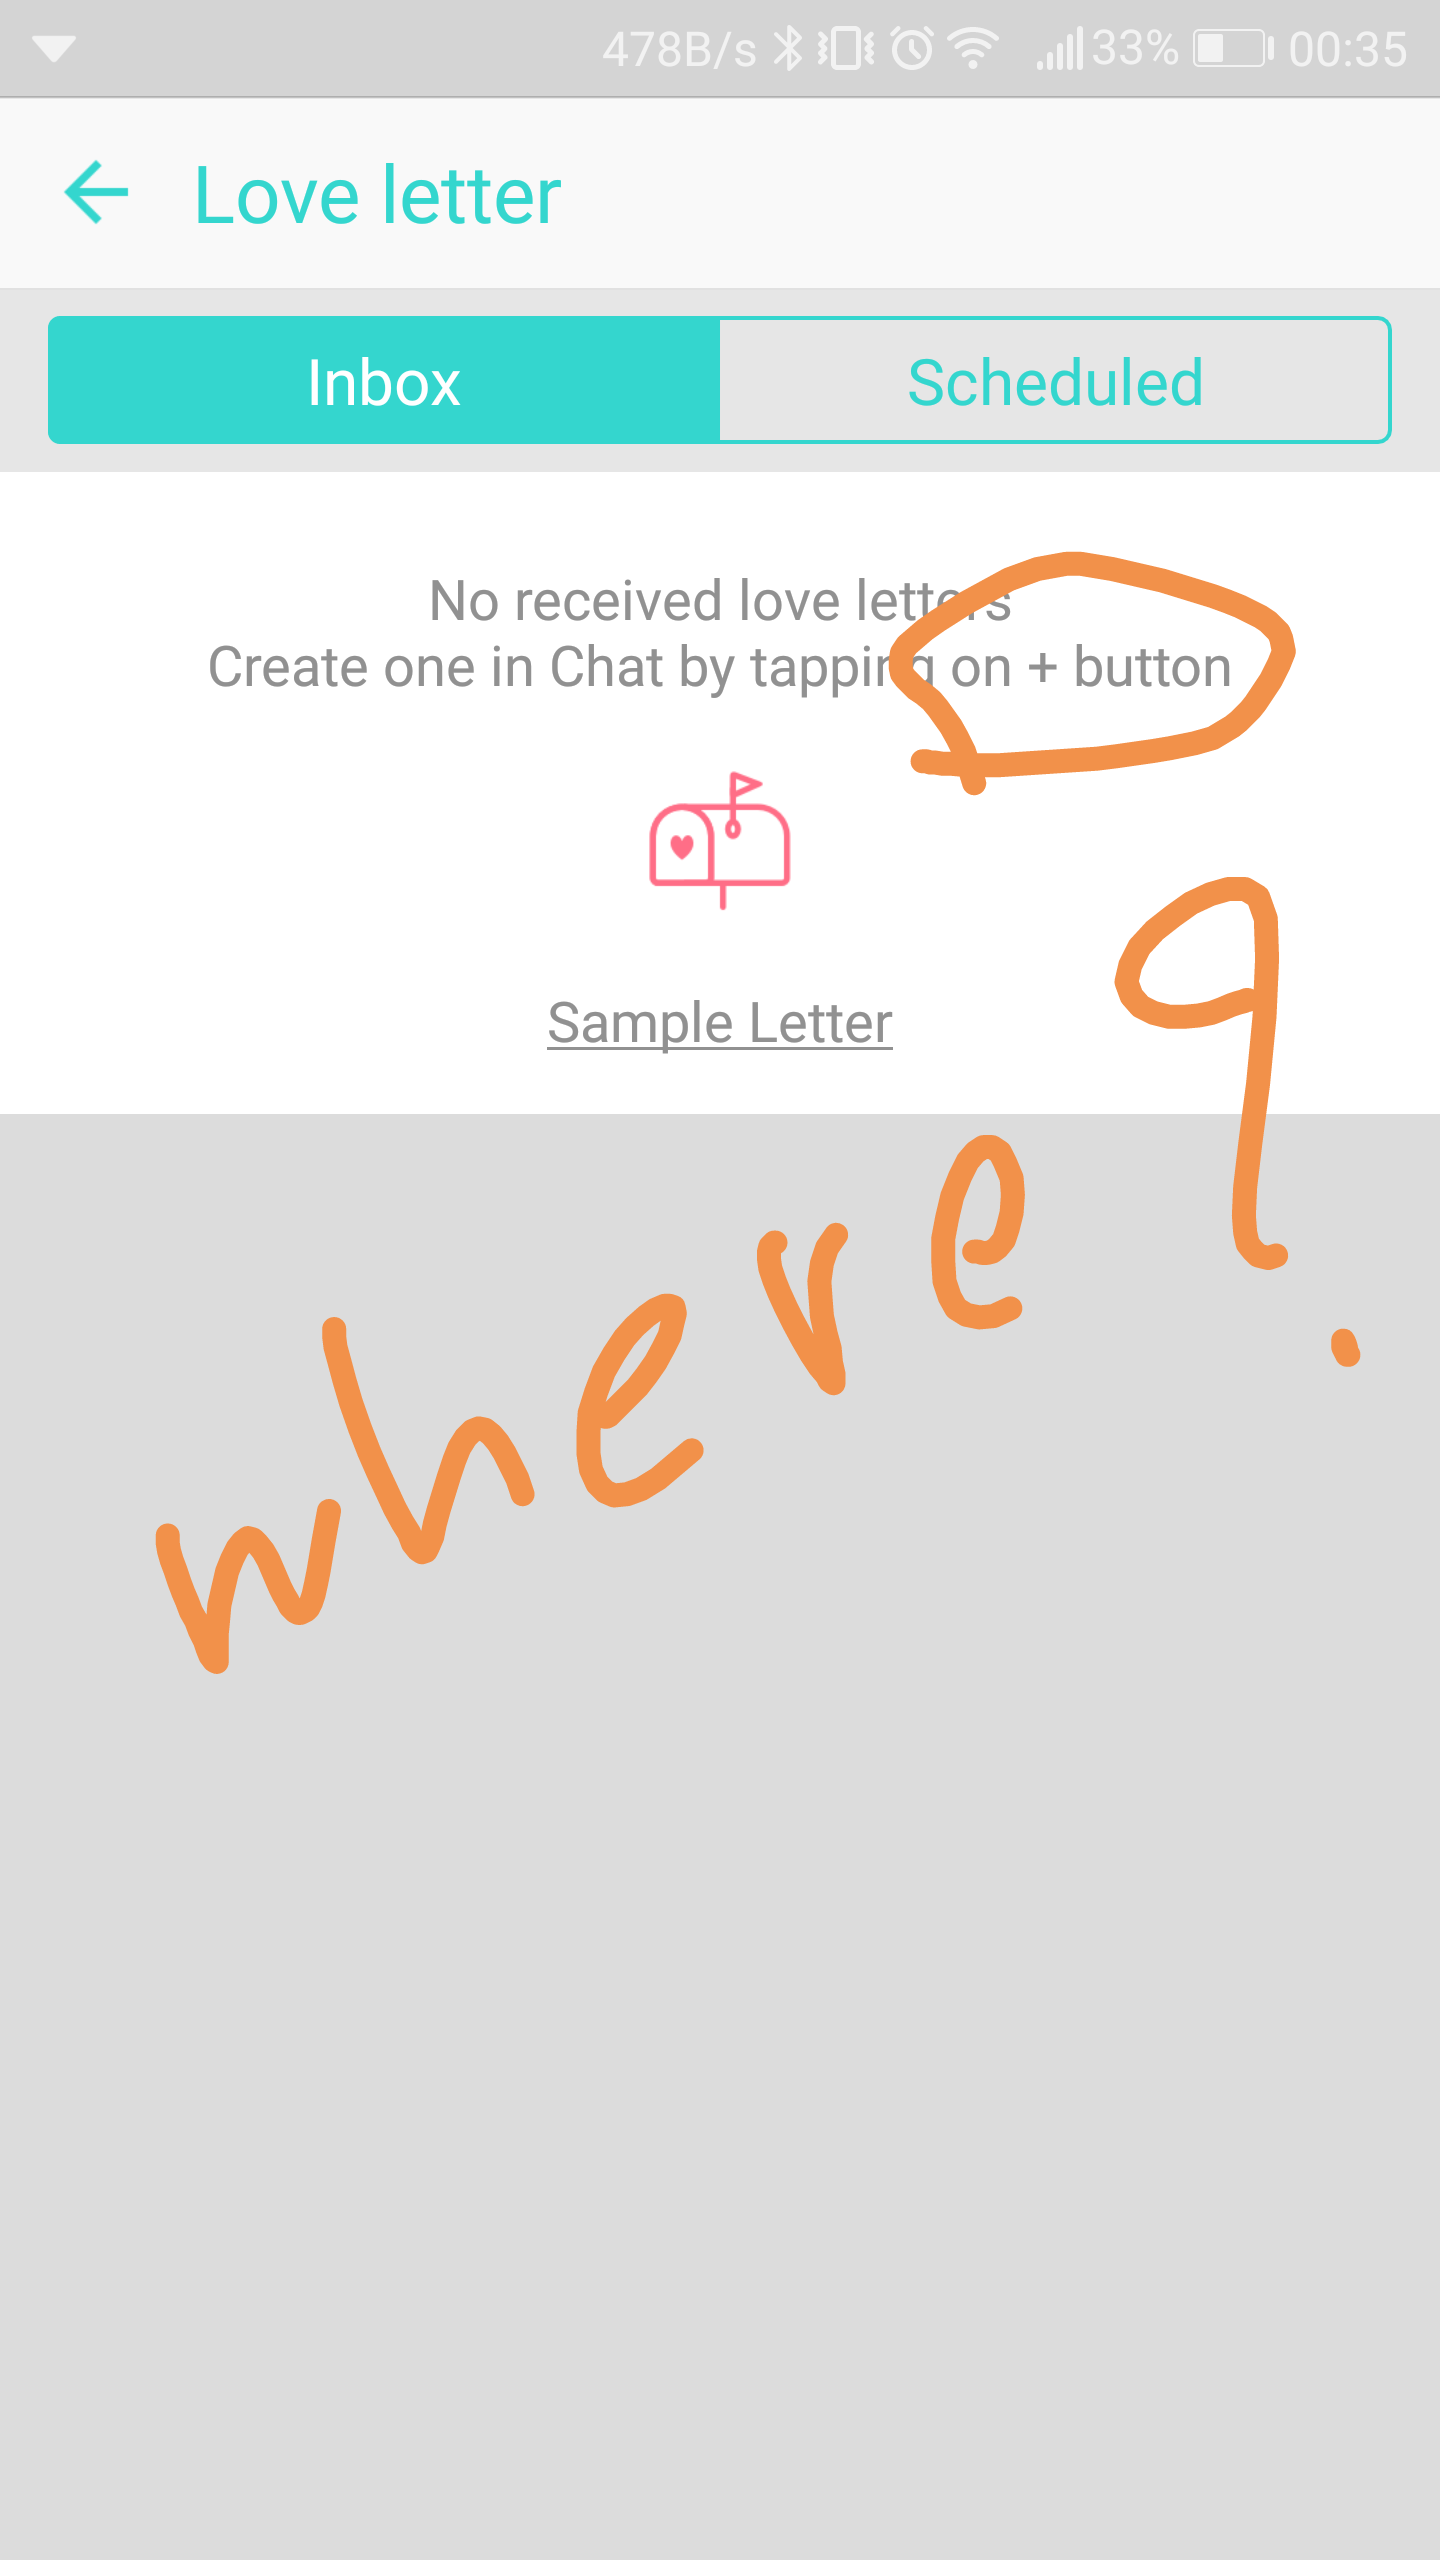 478B/s 33% 00:35
Love letter
Inbox Scheduled
No received love letters
Create one in Chat by tapping on + button
Sample Letter
where?